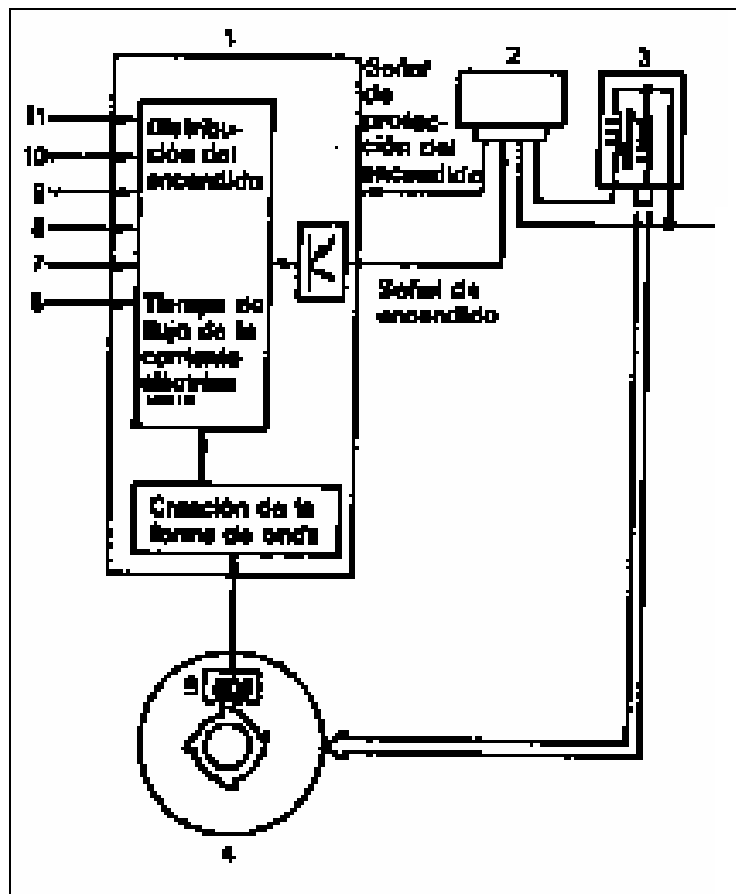 1
2
3
Señal
de
protec-
ción del
encendido
11
10
9
8
7
6
Distribu-
ción del
encendido
Tiempo de
flujo de la
corriente
eléctrica
Señal de
encendido
Creación de la
forma de onda
5
4